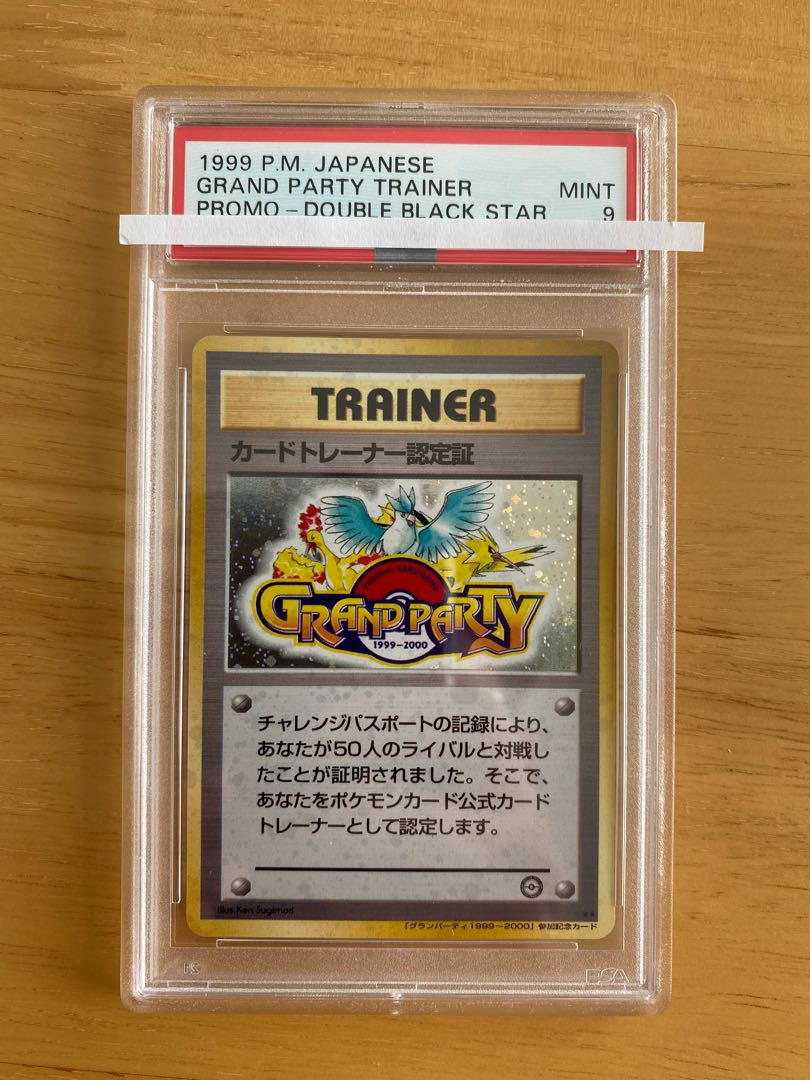 1999 P.M. JAPANESE
GRAND PARTY TRAINER MINT
PROMO - DOUBLE BLACK STAR 9
TRAINER
カードトレーナー認定証
POKéMON CARD GAME
GRAND PARTY
1999-2000
チャレンジパスポートの記録により、
あなたが50人のライバルと対戦し
たことが証明されました。そこで、
あなたをポケモンカード公式カード
トレーナーとして認定します。
Illus.Ken Sugimori
「グランパーティ1999〜2000」参加記念カード
PSA